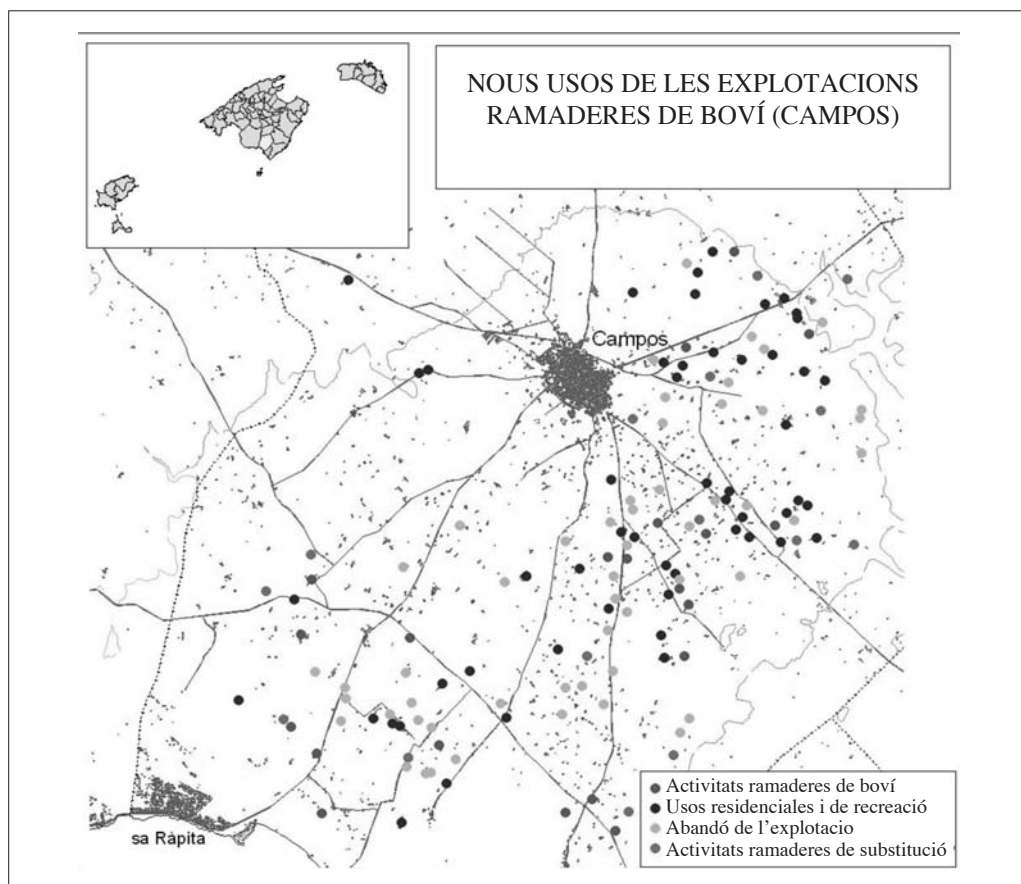 NOUS USOS DE LES EXPLOTACIONS
RAMADERES DE BOVÍ (CAMPOS)
Campos
sa Ràpita
Activitats ramaderes de boví
Usos residenciales i de recreació
Abandó de l'explotacio
Activitats ramaderes de substitució